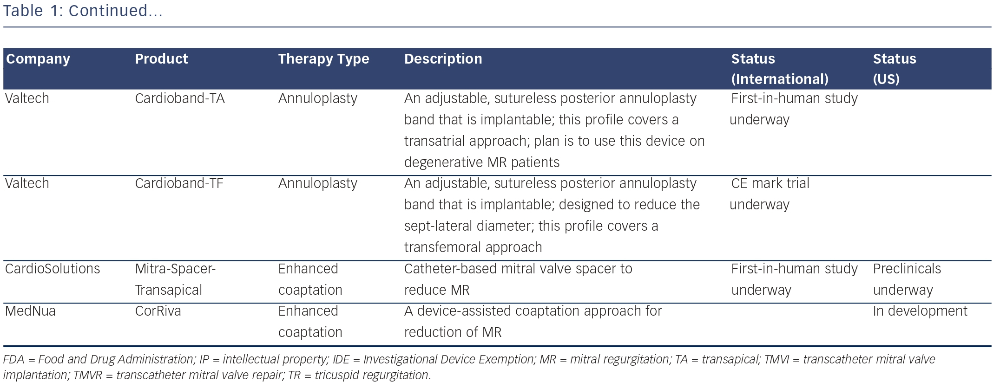 Table 1: Continued...
Company Product Therapy Type Description Status Status
(International) (US)
Valtech Cardioband-TA Annuloplasty An adjustable, sutureless posterior annuloplasty First-in-human study
band that is implantable; this profile covers a underway
transatrial approach; plan is to use this device on
degenerative MR patients
Valtech Cardioband-TF Annuloplasty An adjustable, sutureless posterior annuloplasty CE mark trial
band that is implantable; designed to reduce the underway
sept-lateral diameter; this profile covers a
transfemoral approach
CardioSolutions Mitra-Spacer- Enhanced Catheter-based mitral valve spacer to First-in-human study Preclinicals
Transapical coaptation reduce MR underway underway
MedNua CorRiva Enhanced A device-assisted coaptation approach for In development
coaptation reduction of MR
FDA = Food and Drug Administration; IP = intellectual property; IDE = Investigational Device Exemption; MR = mitral regurgitation; TA = transapical; TMVI = transcatheter mitral valve
implantation; TMVR = transcatheter mitral valve repair; TR = tricuspid regurgitation.